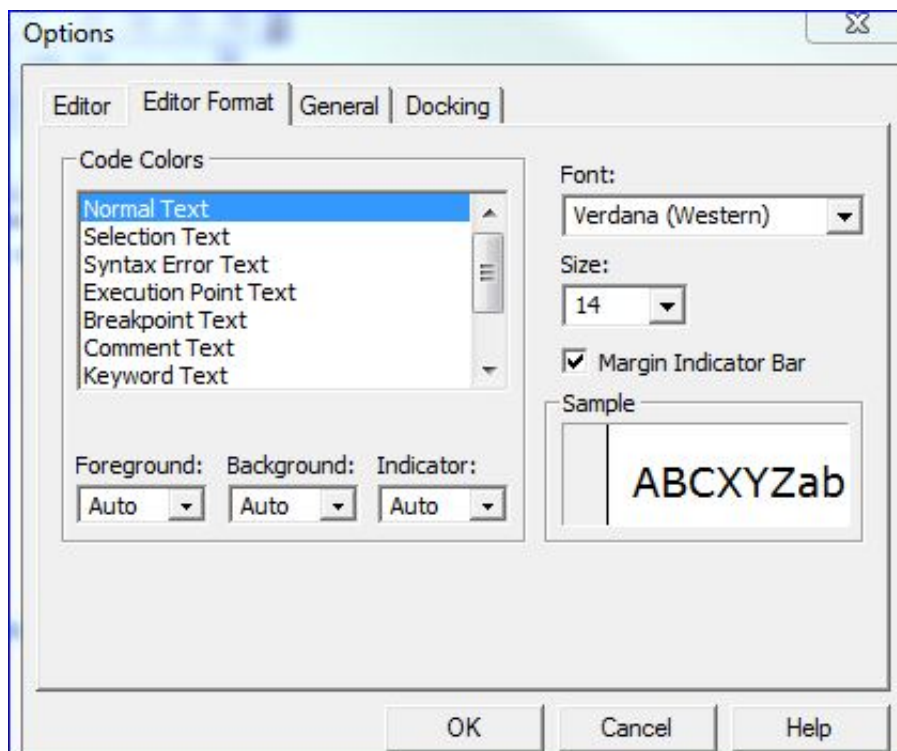 Options
Editor
Editor Format
General
Docking
Code Colors
Normal Text
Selection Text
Syntax Error Text
Execution Point Text
Breakpoint Text
Comment Text
Keyword Text
Foreground:
Background:
Indicator:
Auto
Auto
Auto
Font:
Verdana (Western)
Size:
14
Margin Indicator Bar
Sample
ABCXYZab
OK
Cancel
Help